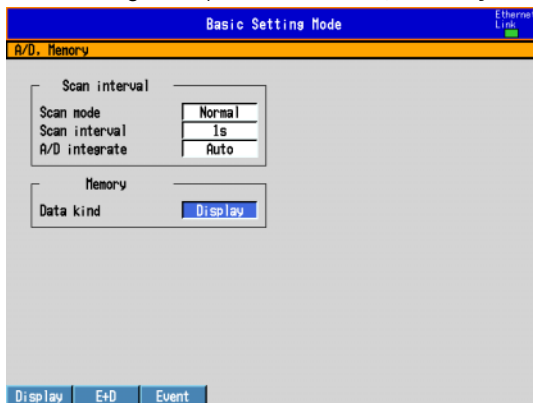 Basic Setting Mode
Ethernet
Link
A/D, Memory
Scan interval
Scan mode Normal
Scan interval 1s
A/D integrate Auto
Memory
Data kind Display
Display E+D Event